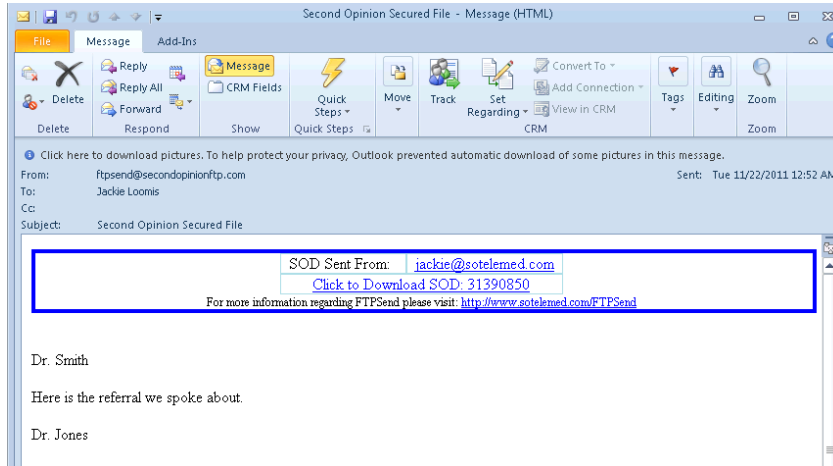 Second Opinion Secured File - Message (HTML)
File Message Add-Ins
Delete
Reply
Reply All
Forward
Message
CRM Fields
Quick
Steps
Move
Track
Set
Regarding
Convert To
Add Connection
View in CRM
Tags
Editing
Zoom
Delete Respond Show Quick Steps CRM Zoom
Click here to download pictures. To help protect your privacy, Outlook prevented automatic download of some pictures in this message.
From: ftpsend@secondopinionftp.com Sent: Tue 11/22/2011 12:52 AM
To: Jackie Loomis
Cc:
Subject: Second Opinion Secured File
SOD Sent From: jackie@sotelemed.com
Click to Download SOD: 31390850
For more information regarding FTPSend please visit: http://www.sotelemed.com/FTPSend
Dr. Smith
Here is the referral we spoke about.
Dr. Jones